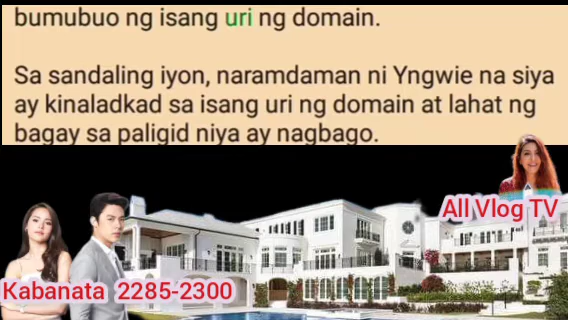 bumubuo ng isang uri ng domain.
Sa sandaling iyon, naramdaman ni Yngwie na siya
ay kinaladkad sa isang uri ng domain at lahat ng
bagay sa paligid niya ay nagbago.
All Vlog TV
Kabanata 2285-2300